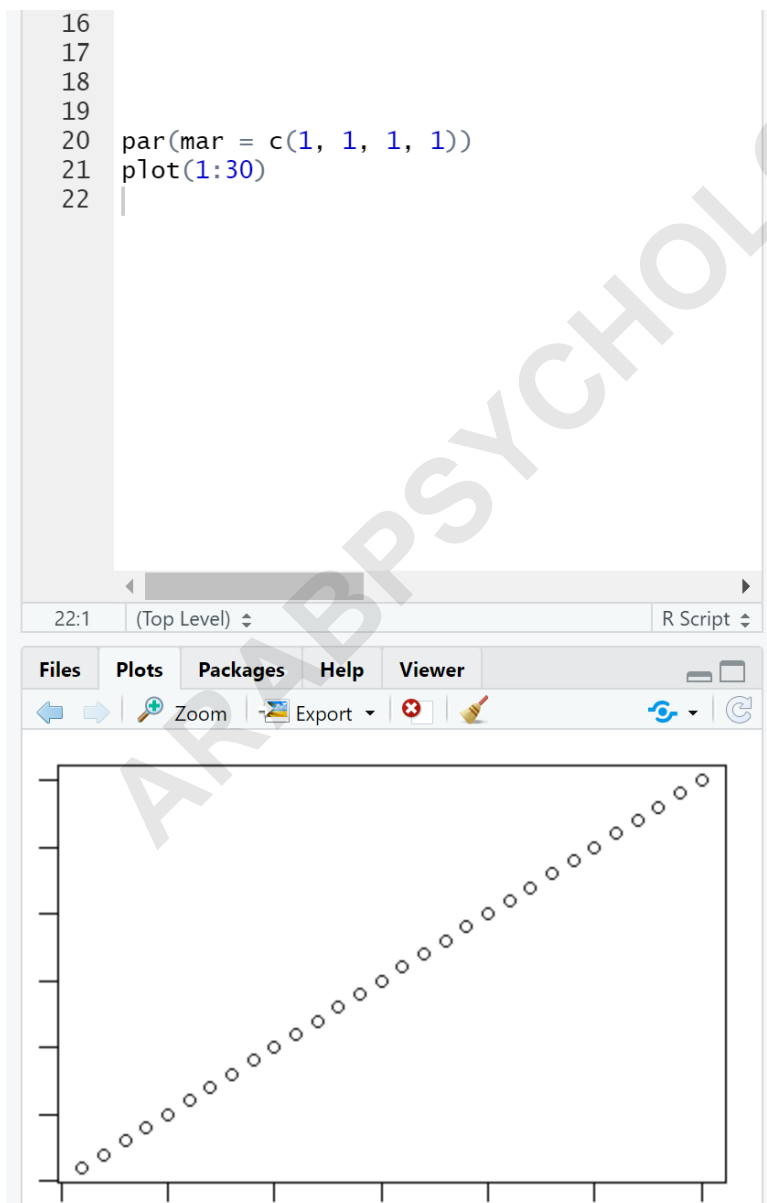 16
17
18
19
20 par(mar = c(1, 1, 1, 1))
21 plot(1:30)
22
22:1 (Top Level) R Script
Files Plots Packages Help Viewer
Zoom Export
ARABPSYCHOLO